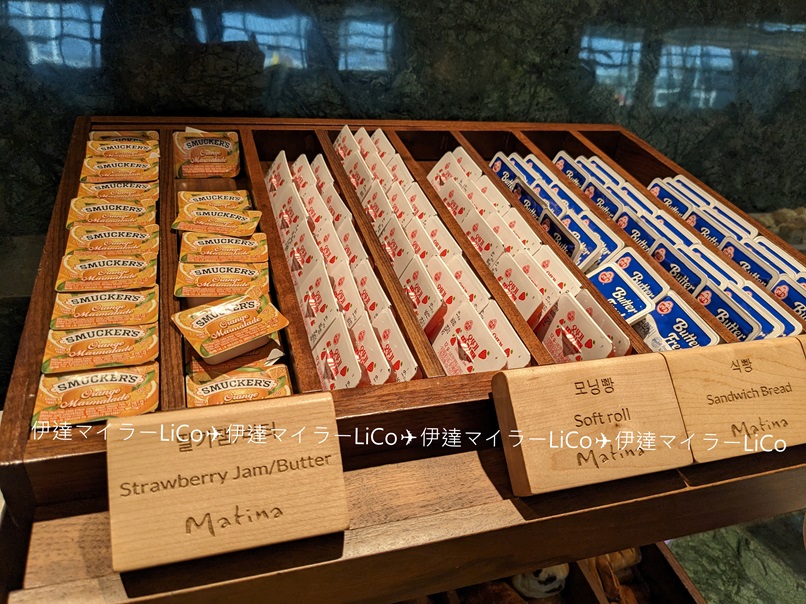 SMUCKER'S
Orange
Marmalade
Butter
伊達マイラーLiCo✈伊達マイラーLiCo✈伊達マイラーLiCo✈伊達マイラーLiCo
Strawberry Jam/Butter
Matina
모닝빵
Soft roll
Matina
식빵
Sandwich Bread
Matina